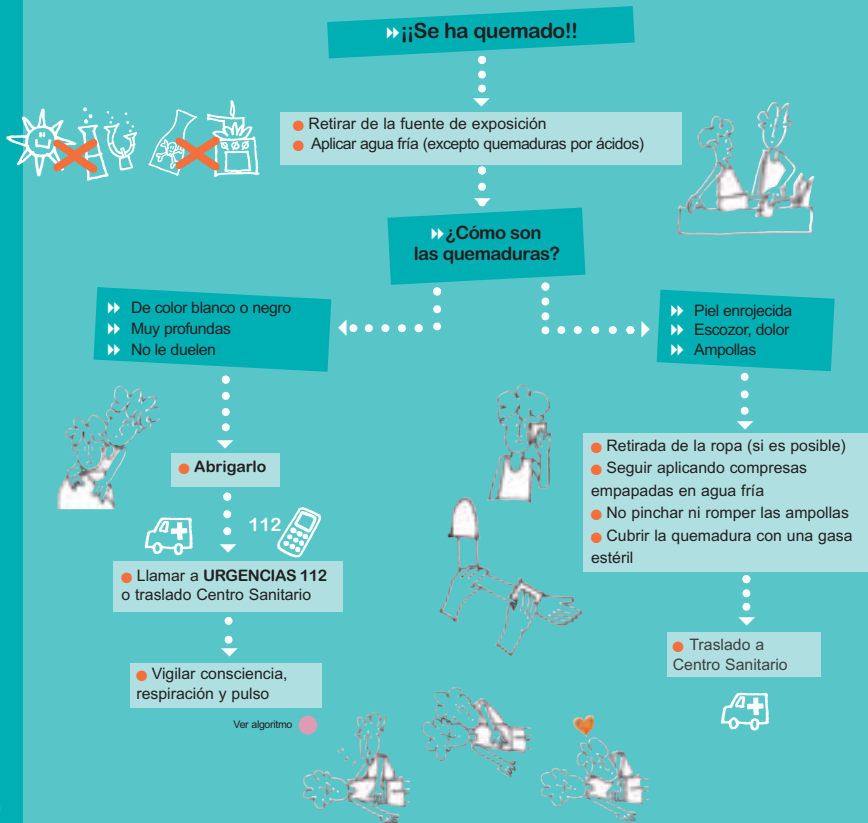 ¡¡Se ha quemado!!
Retirar de la fuente de exposición
Aplicar agua fría (excepto quemaduras por ácidos)
¿Cómo son
las quemaduras?
De color blanco o negro
Muy profundas
No le duelen
Abrigarlo
112
Llamar a URGENCIAS 112
o traslado Centro Sanitario
Vigilar consciencia,
respiración y pulso
Ver algoritmo
Piel enrojecida
Escozor, dolor
Ampollas
Retirada de la ropa (si es posible)
Seguir aplicando compresas
empapadas en agua fría
No pinchar ni romper las ampollas
Cubrir la quemadura con una gasa
estéril
Traslado a
Centro Sanitario